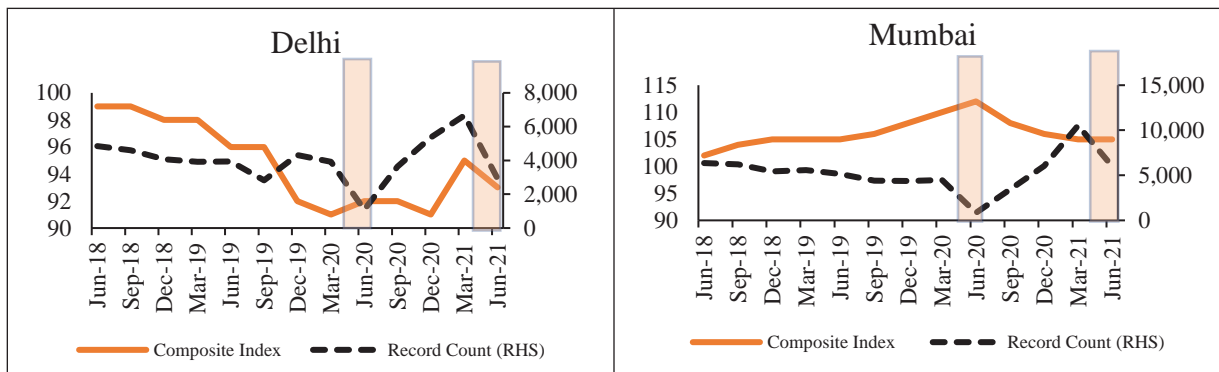 Delhi
100
98
96
94
92
90
8,000
6,000
4,000
2,000
0
Jun-18
Sep-18
Dec-18
Mar-19
Jun-19
Sep-19
Dec-19
Mar-20
Jun-20
Sep-20
Dec-20
Mar-21
Jun-21
Composite Index
Record Count (RHS)
Mumbai
115
110
105
100
95
90
15,000
10,000
5,000
0
Jun-18
Sep-18
Dec-18
Mar-19
Jun-19
Sep-19
Dec-19
Mar-20
Jun-20
Sep-20
Dec-20
Mar-21
Jun-21
Composite Index
Record Count (RHS)